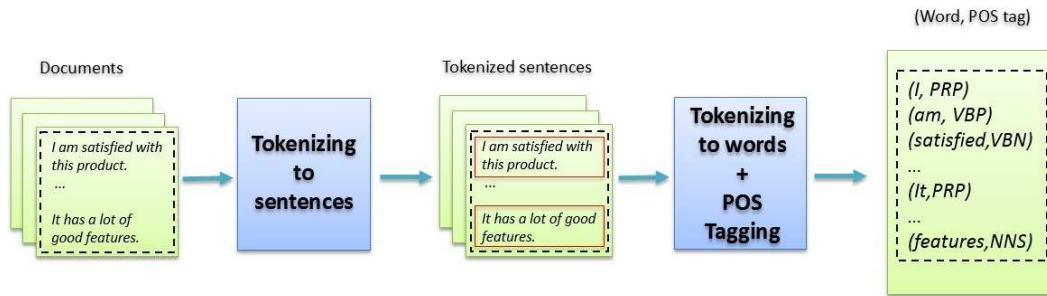 Documents
I am satisfied with
this product.
...
It has a lot of
good features.
Tokenizing
to
sentences
Tokenized sentences
I am satisfied with
this product.
...
It has a lot of good
features.
Tokenizing
to words
+
POS
Tagging
(Word, POS tag)
(I, PRP)
(am, VBP)
(satisfied,VBN)
...
(It,PRP)
...
(features,NNS)